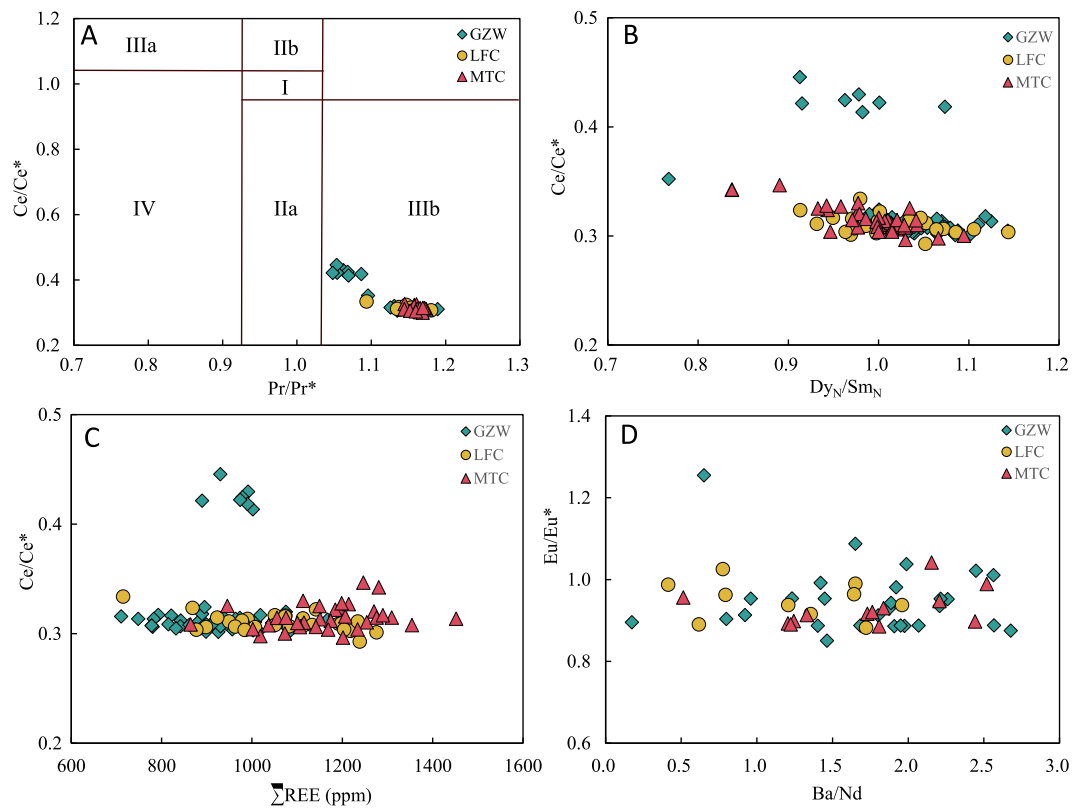 A
GZW
LFC
MTC
IIIa
IIb
I
IV
IIa
IIIb
Ce/Ce*
1.2
1.0
0.8
0.6
0.4
0.2
0.7
0.8
0.9
1.0
1.1
1.2
1.3
Pr/Pr*
B
GZW
LFC
MTC
Ce/Ce*
0.5
0.4
0.3
0.2
0.7
0.8
0.9
1.0
1.1
1.2
DyN/SmN
C
GZW
LFC
MTC
Ce/Ce*
0.5
0.4
0.3
0.2
600
800
1000
1200
1400
1600
∑REE (ppm)
D
GZW
LFC
MTC
Eu/Eu*
1.4
1.2
1.0
0.8
0.6
0.0
0.5
1.0
1.5
2.0
2.5
3.0
Ba/Nd